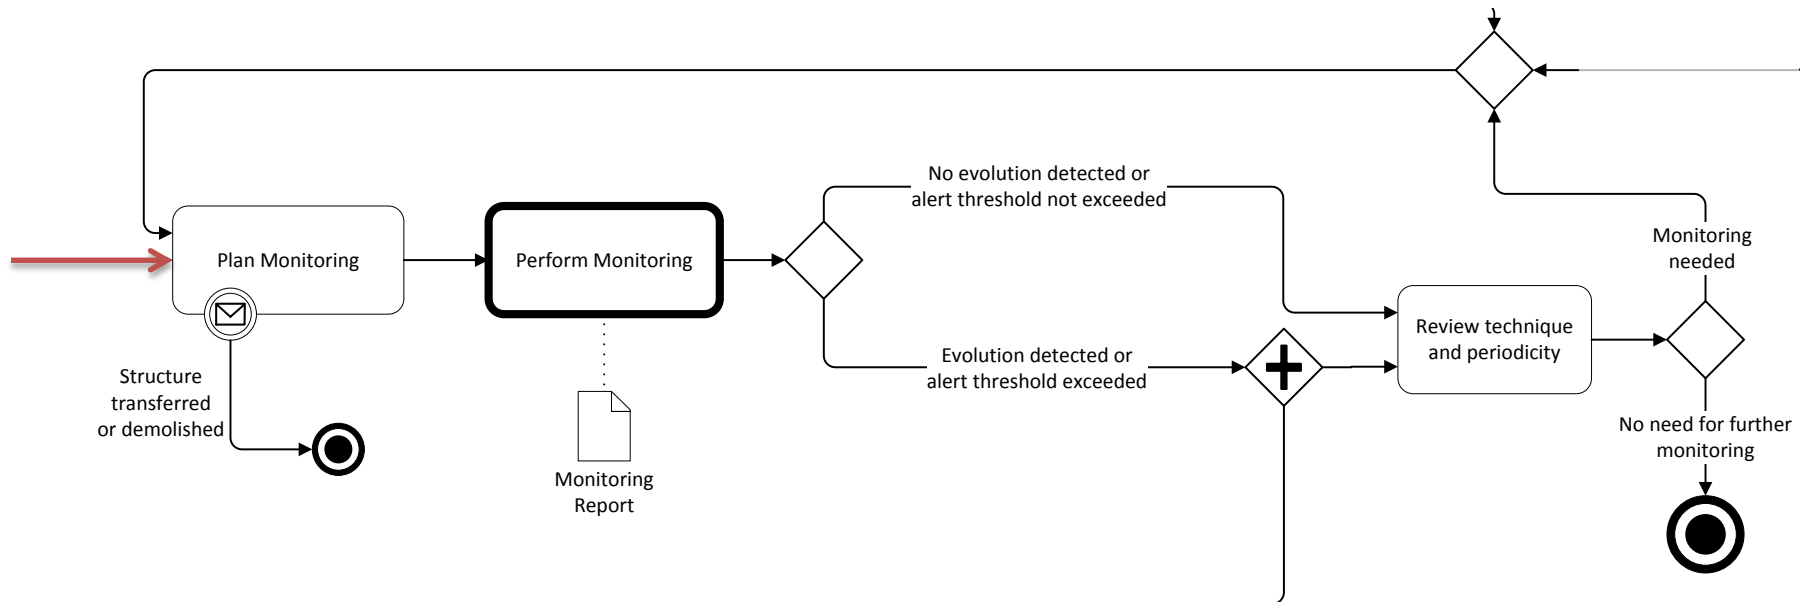 No evolution detected or
alert threshold not exceeded
Plan Monitoring
Perform Monitoring
Monitoring
needed
Review technique
and periodicity
Evolution detected or
alert threshold exceeded
Structure
transferred
or demolished
No need for further
monitoring
Monitoring
Report